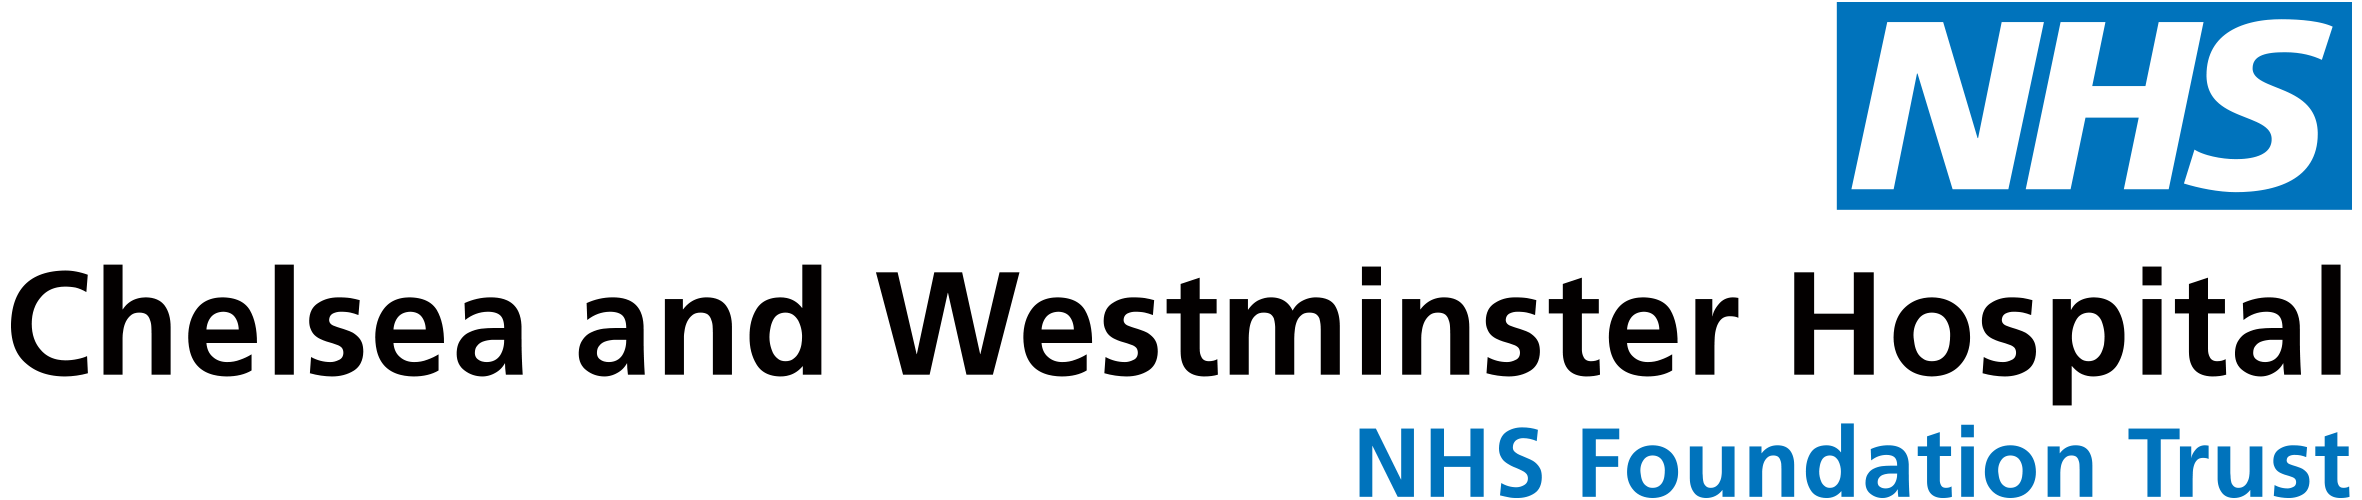 NHS
Chelsea and Westminster Hospital
NHS Foundation Trust